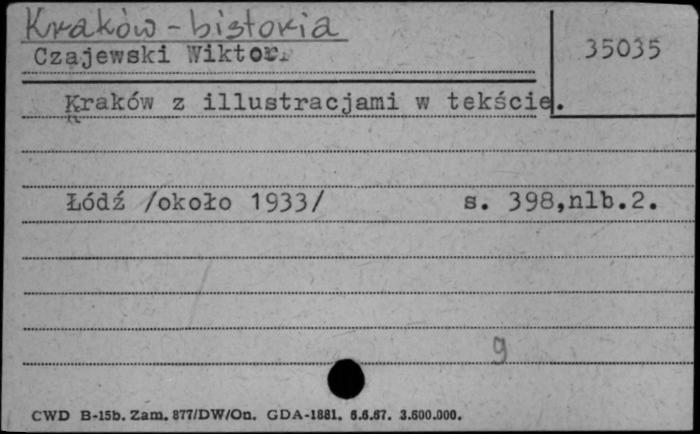 Kraków - historia
Czajewski Wiktor.
35035
Kraków z illustracjami w tekście.
Łódź /około 1933/ s. 398,nlb.2.
g
CWD B-15b. Zam. 877/DW/On. GDA-1881. 6.6.67. 3.600.000.